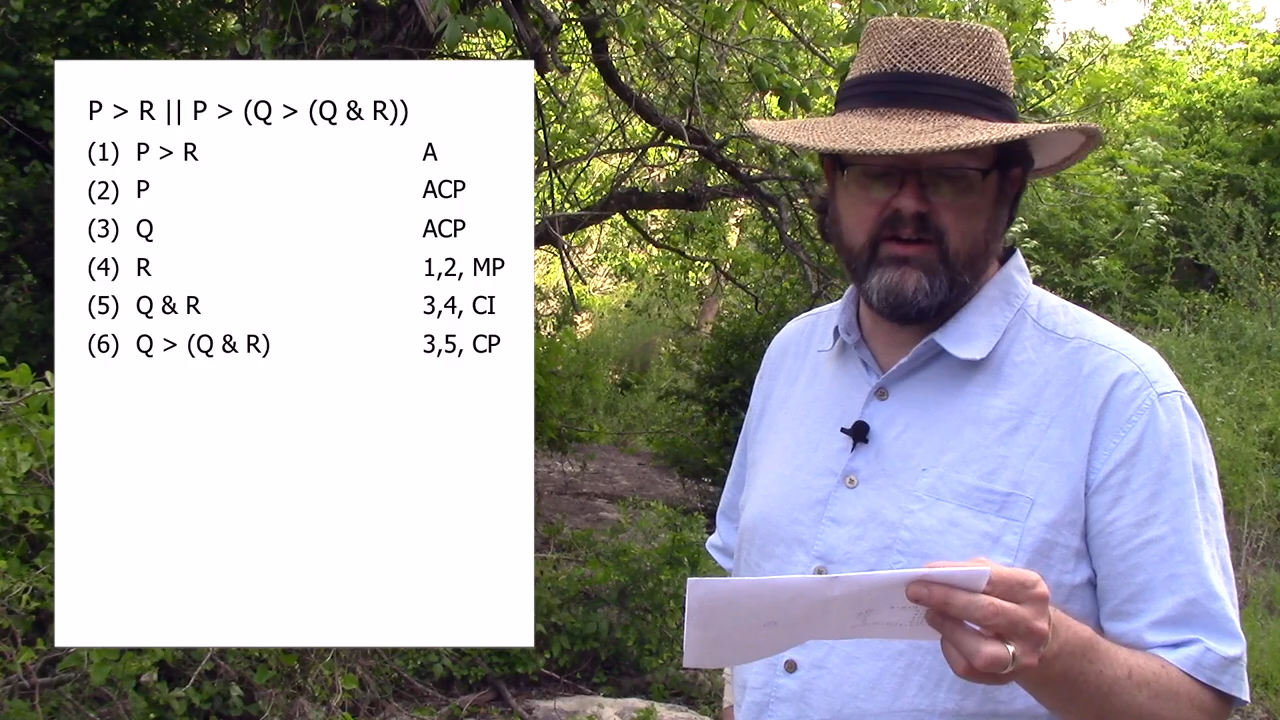 P > R || P > (Q > (Q & R))
(1) P > R A
(2) P ACP
(3) Q ACP
(4) R 1,2, MP
(5) Q & R 3,4, CI
(6) Q > (Q & R) 3,5, CP